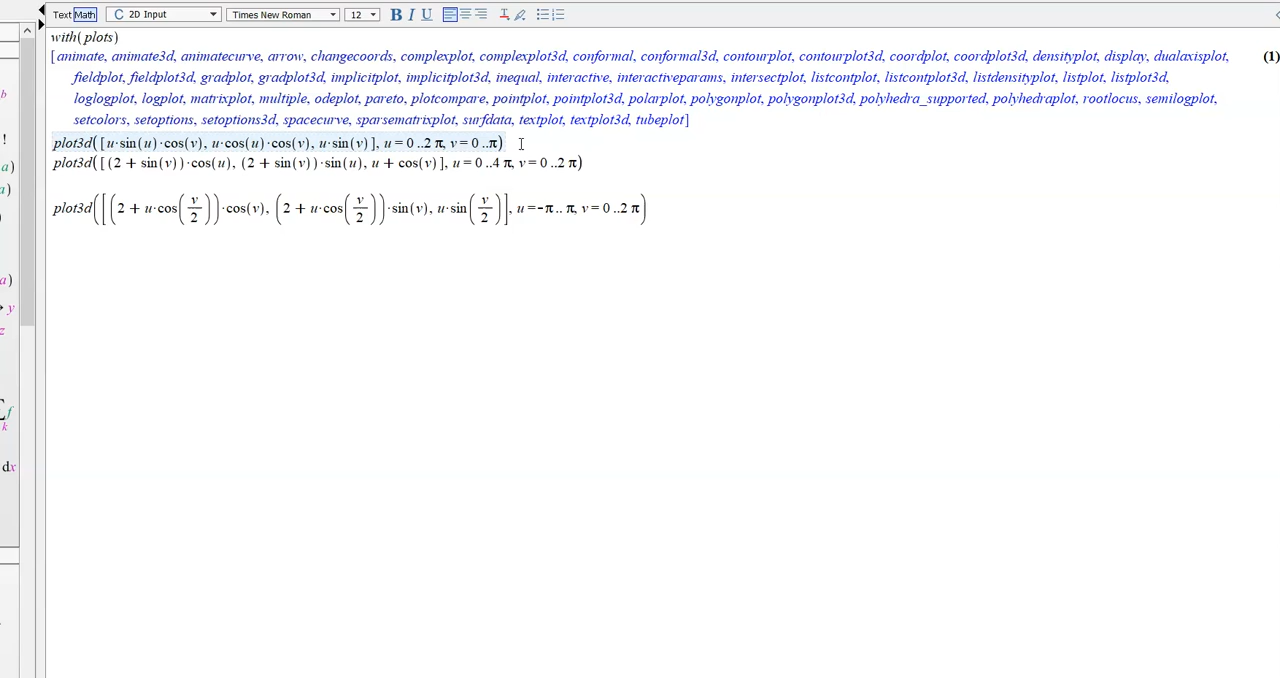 Text Math C 2D Input Times New Roman 12 B I U
with(plots)
[animate, animate3d, animatecurve, arrow, changecoords, complexplot, complexplot3d, conformal, conformal3d, contourplot, contourplot3d, coordplot, coordplot3d, densityplot, display, dualaxisplot, (1)
fieldplot, fieldplot3d, gradplot, gradplot3d, implicitplot, implicitplot3d, inequal, interactive, interactiveparams, intersectplot, listcontplot, listcontplot3d, listdensityplot, listplot, listplot3d,
loglogplot, logplot, matrixplot, multiple, odeplot, pareto, plotcompare, pointplot, pointplot3d, polarplot, polygonplot, polygonplot3d, polyhedra_supported, polyhedraplot, rootlocus, semilogplot,
setcolors, setoptions, setoptions3d, spacecurve, sparsematrixplot, surfdata, textplot, textplot3d, tubeplot]
plot3d([u·sin(u)·cos(v), u·cos(u)·cos(v), u·sin(v)], u = 0 ..2 π, v = 0 ..π)
plot3d([(2 + sin(v))·cos(u), (2 + sin(v))·sin(u), u + cos(v)], u = 0 ..4 π, v = 0 ..2 π)
plot3d([(2 + u·cos(v/2))·cos(v), (2 + u·cos(v/2))·sin(v), u·sin(v/2)], u =-π.. π, v = 0 ..2 π)
b
!
a)
a)
a)
y
z
f
k
dx